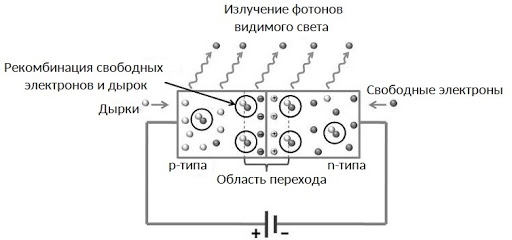 Излучение фотонов
видимого света
Рекомбинация свободных
электронов и дырок
Дырки
Свободные электроны
p-типа
n-типа
Область перехода
+ −